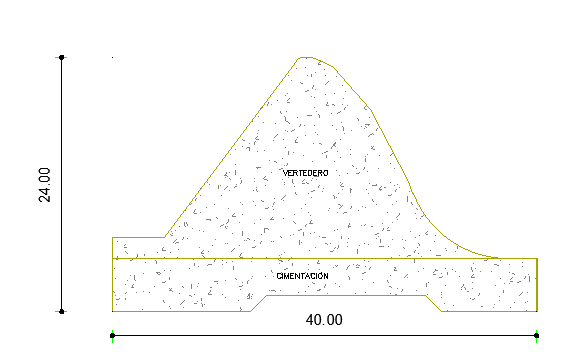 VERTEDERO
24.00
CIMENTACIÓN
40.00